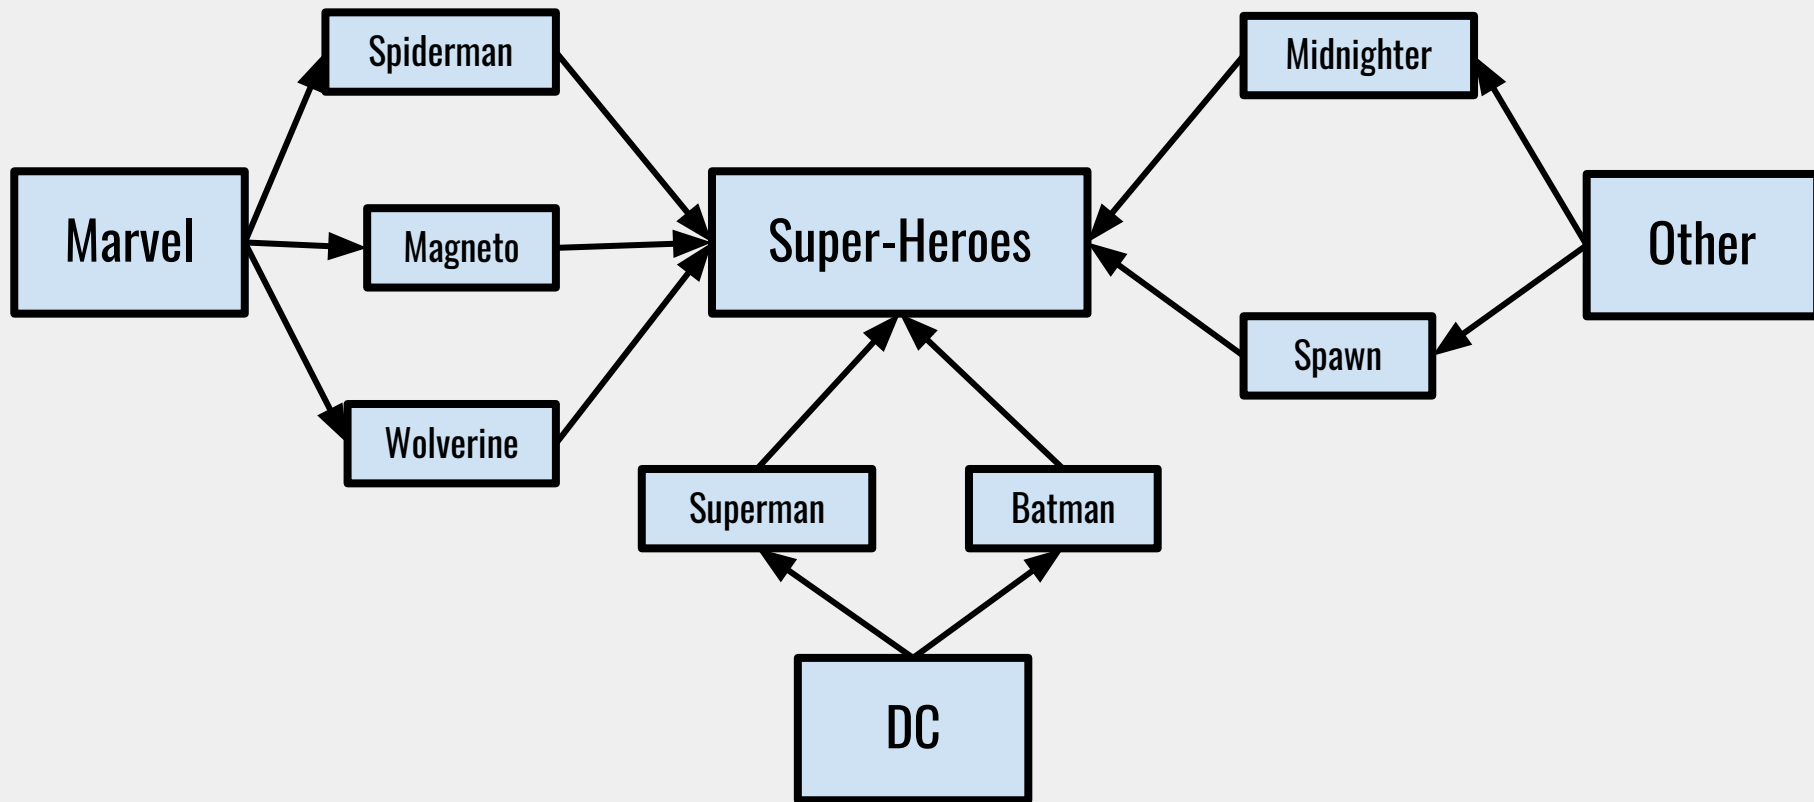 Spiderman
Midnighter
Marvel
Magneto
Super-Heroes
Other
Spawn
Wolverine
Superman
Batman
DC